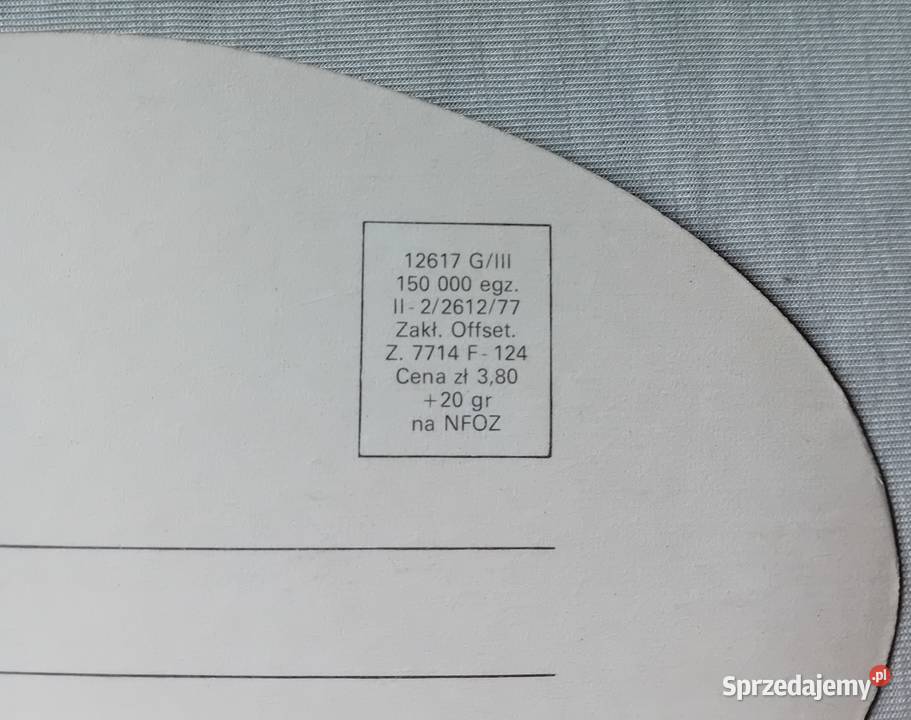 12617 G/III
150 000 egz.
II-2/2612/77
Zakł. Offset.
Z. 7714 F-124
Cena zł 3,80
+20 gr
na NFOZ
Sprzedajemy.pl